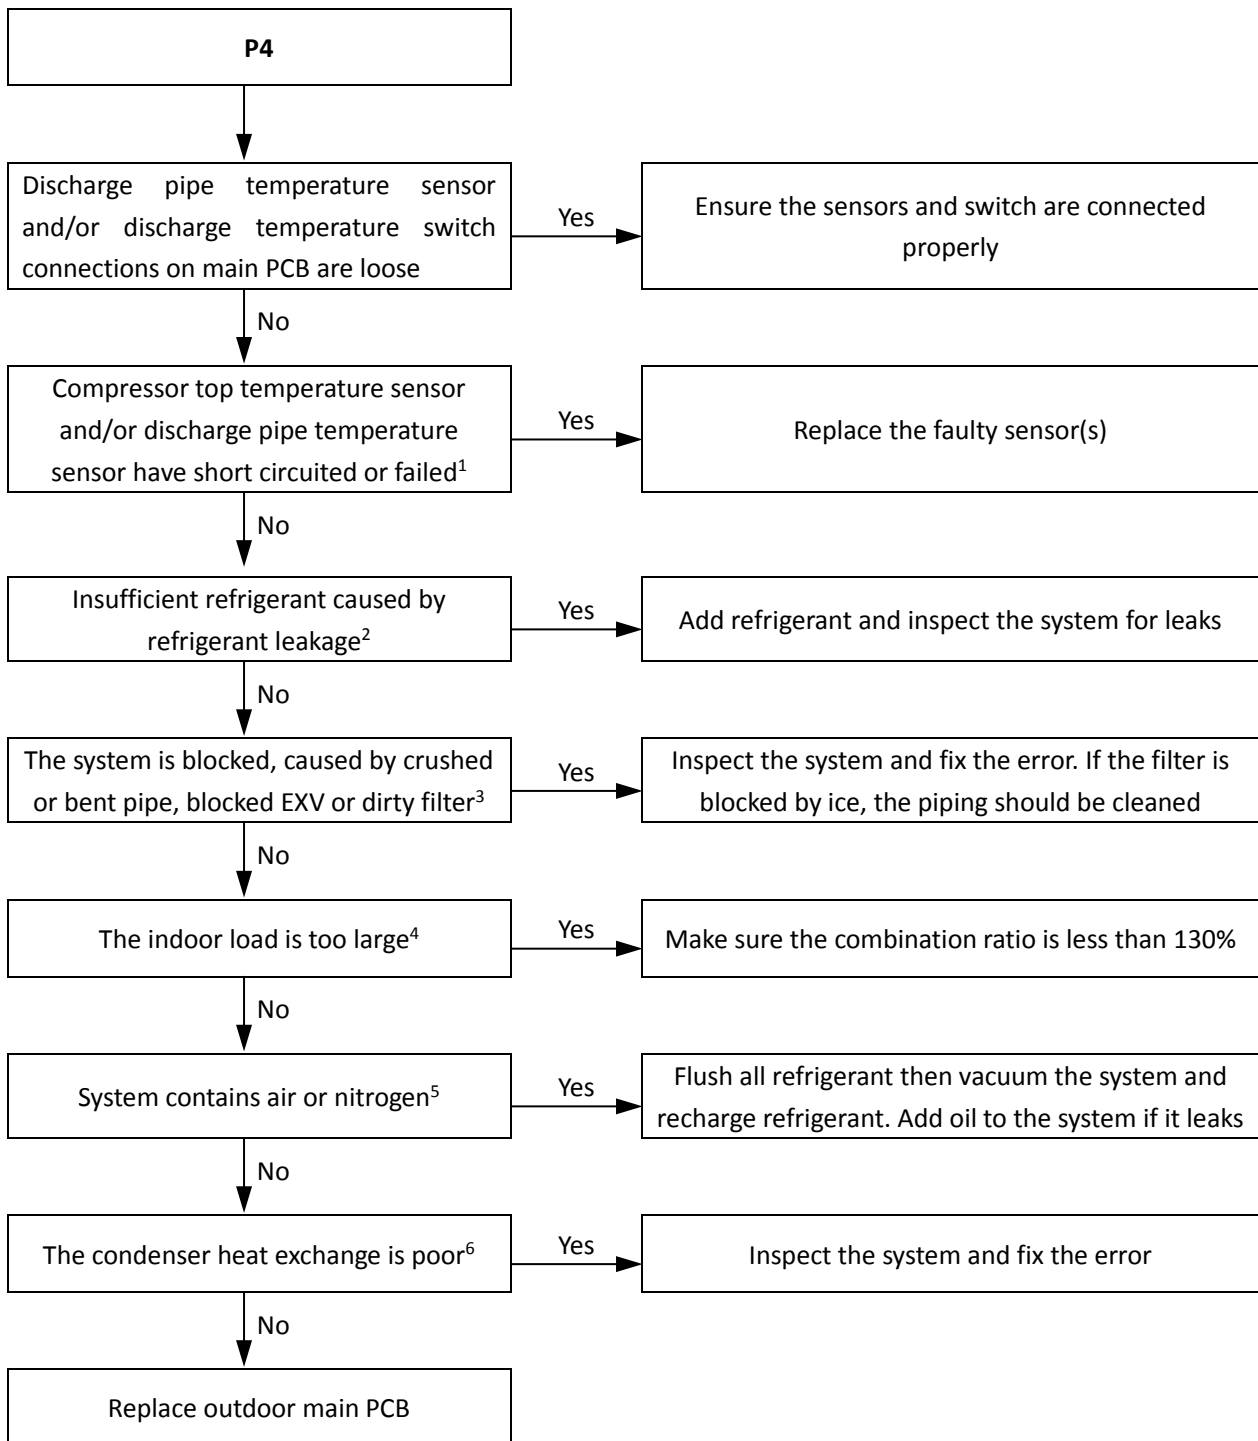 P4
Discharge pipe temperature sensor
and/or discharge temperature switch
connections on main PCB are loose
Yes
Ensure the sensors and switch are connected
properly
No
Compressor top temperature sensor
and/or discharge pipe temperature
sensor have short circuited or failed¹
Yes
Replace the faulty sensor(s)
No
Insufficient refrigerant caused by
refrigerant leakage²
Yes
Add refrigerant and inspect the system for leaks
No
The system is blocked, caused by crushed
or bent pipe, blocked EXV or dirty filter³
Yes
Inspect the system and fix the error. If the filter is
blocked by ice, the piping should be cleaned
No
The indoor load is too large⁴
Yes
Make sure the combination ratio is less than 130%
No
System contains air or nitrogen⁵
Yes
Flush all refrigerant then vacuum the system and
recharge refrigerant. Add oil to the system if it leaks
No
The condenser heat exchange is poor⁶
Yes
Inspect the system and fix the error
No
Replace outdoor main PCB